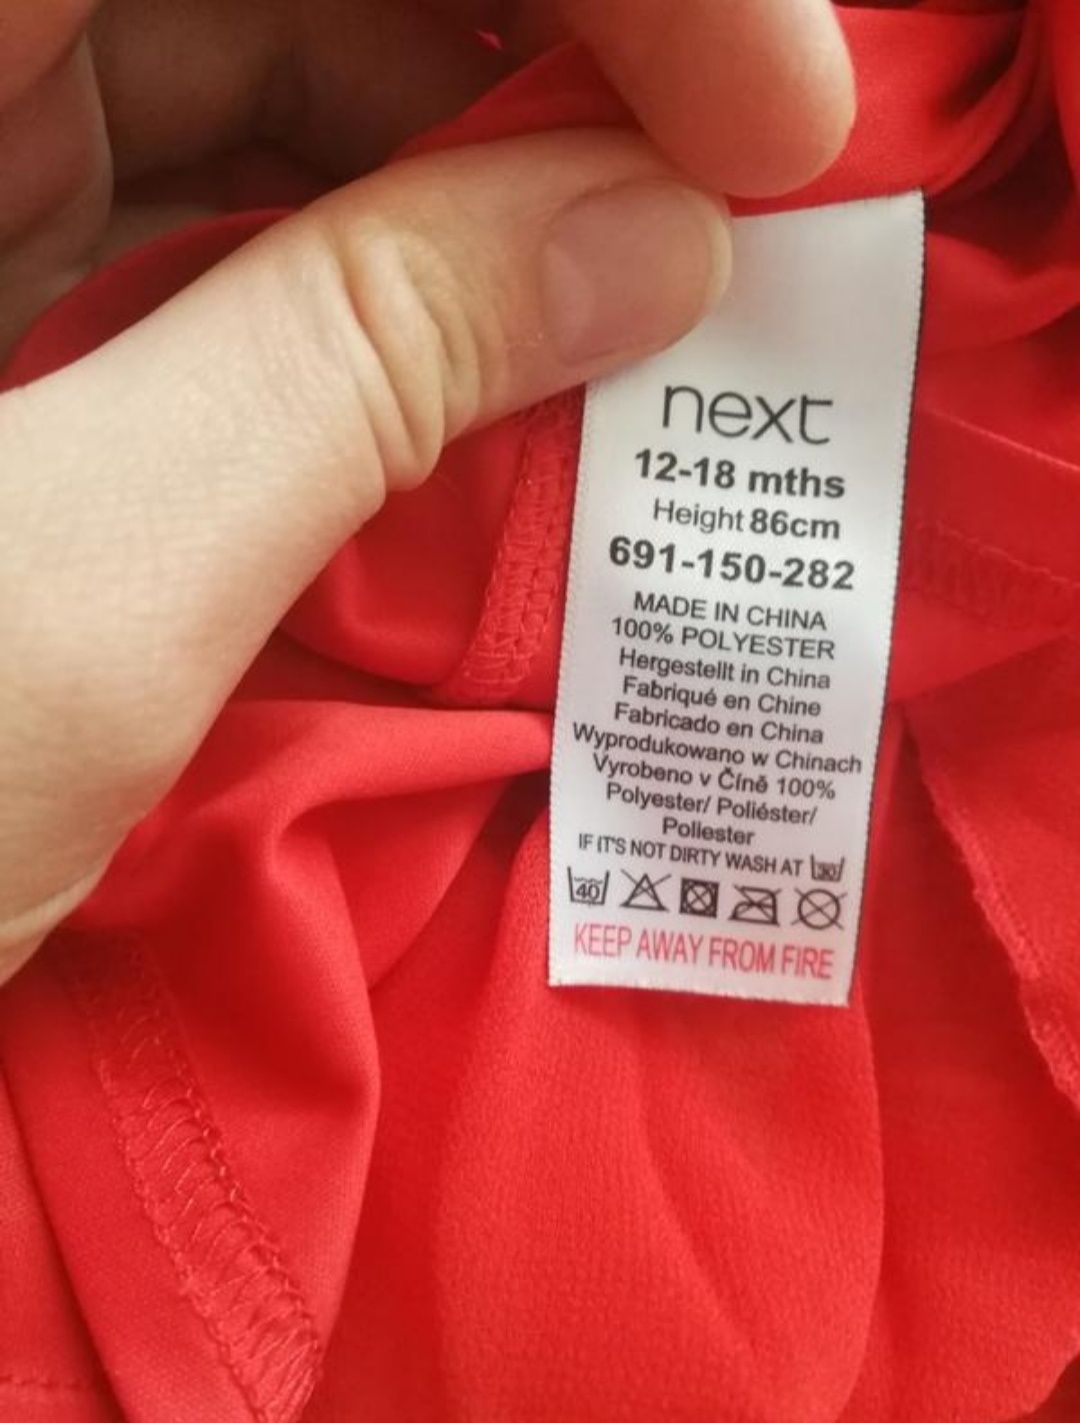 next
12-18 mths
Height 86cm
691-150-282
MADE IN CHINA
100% POLYESTER
Hergestellt in China
Fabriqué en Chine
Fabricado en China
Wyprodukowano w Chinach
Vyrobeno v Číně 100%
Polyester/ Poliéster/
Poliester
IF IT'S NOT DIRTY WASH AT 30
40
KEEP AWAY FROM FIRE